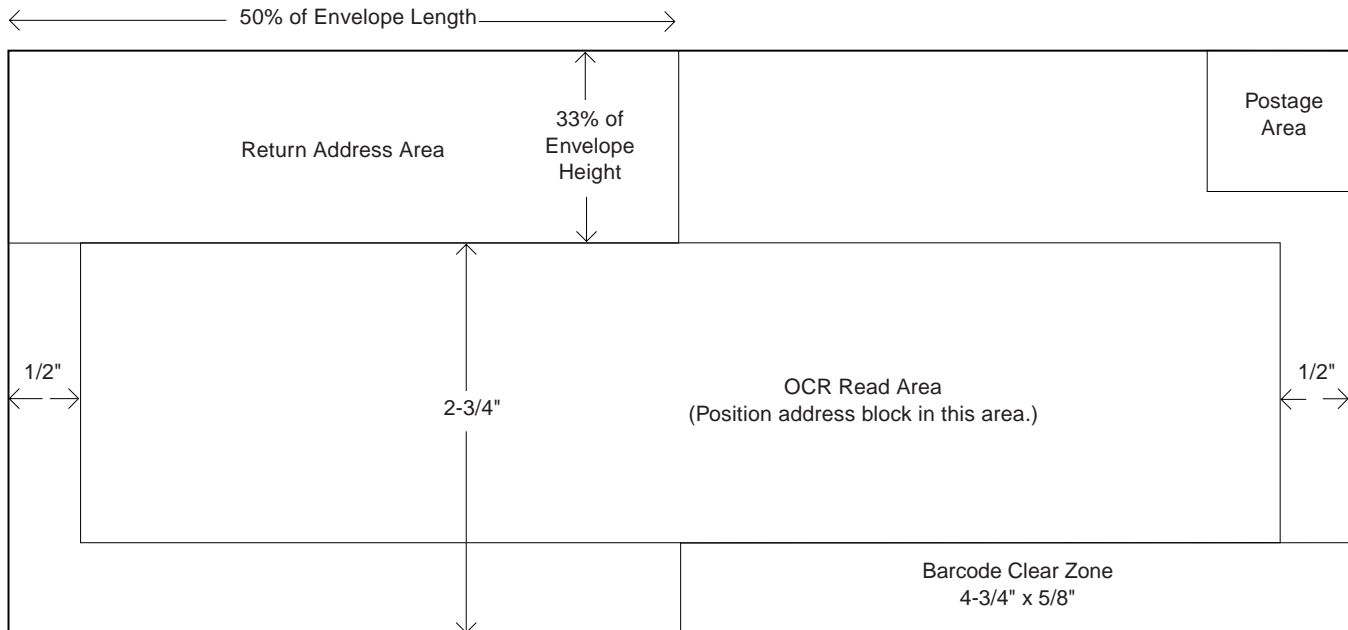 50% of Envelope Length
Return Address Area
33% of
Envelope
Height
Postage
Area
1/2"
2-3/4"
OCR Read Area
(Position address block in this area.)
1/2"
Barcode Clear Zone
4-3/4" x 5/8"